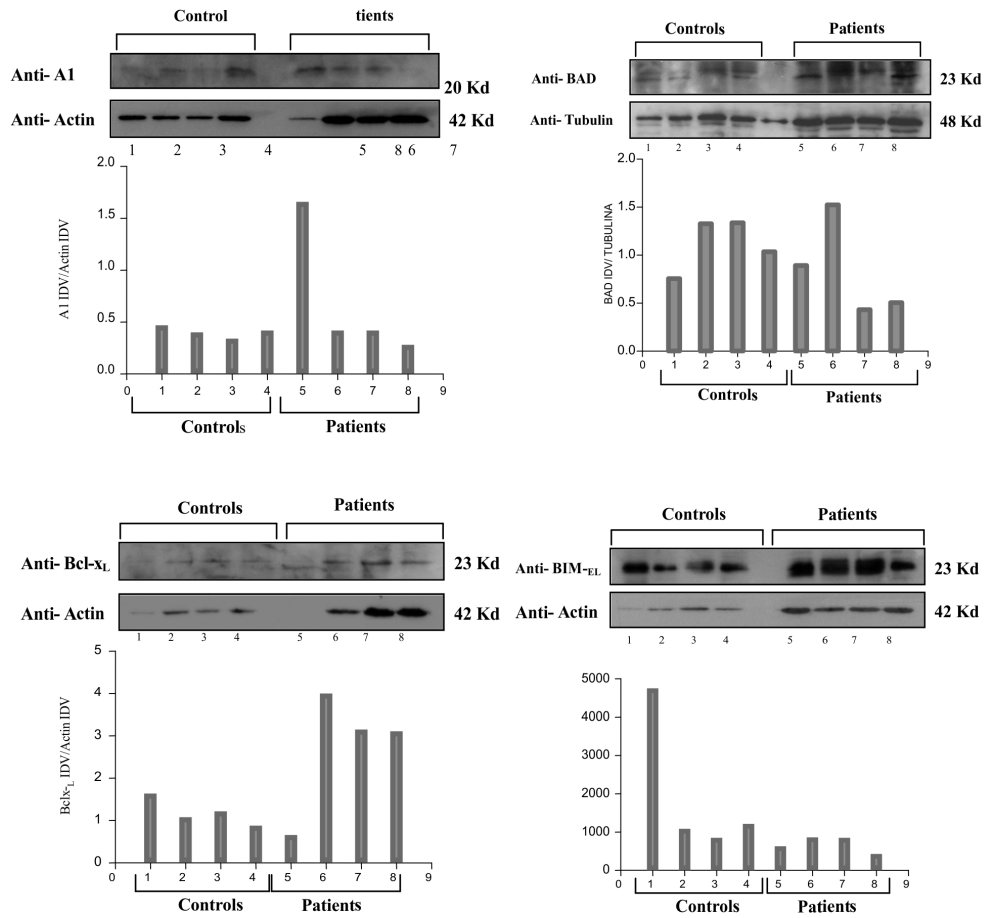 Control tients
Anti- A1 20 Kd
Anti- Actin 42 Kd
1 2 3 4 5 8 6 7
2.0
1.5
1.0
0.5
0.0
A1 IDV/Actin IDV
0 1 2 3 4 5 6 7 8 9
Controls Patients
Controls Patients
Anti- BAD 23 Kd
Anti- Tubulin 48 Kd
1 2 3 4 5 6 7 8
2.0
1.5
1.0
0.5
0.0
BAD IDV/ TUBULINA
0 1 2 3 4 5 6 7 8 9
Controls Patients
Controls Patients
Anti- Bcl-xL 23 Kd
Anti- Actin 42 Kd
1 2 3 4 5 6 7 8
5
4
3
2
1
0
Bclx-L IDV/Actin IDV
0 1 2 3 4 5 6 7 8 9
Controls Patients
Controls Patients
Anti- BIM-EL 23 Kd
Anti- Actin 42 Kd
1 2 3 4 5 6 7 8
5000
4000
3000
2000
1000
0
0 1 2 3 4 5 6 7 8 9
Controls Patients